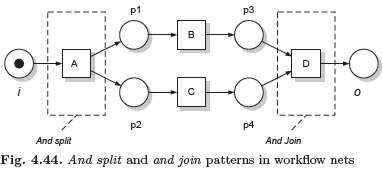 p1
p3
A
B
C
D
i
o
p2
p4
And split
And Join
Fig. 4.44. And split and and join patterns in workflow nets